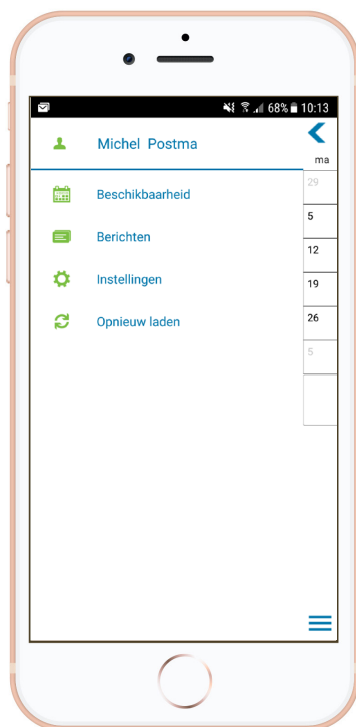 68% 10:13
Michel Postma
ma
Beschikbaarheid
Berichten
Instellingen
Opnieuw laden
29
5
12
19
26
5